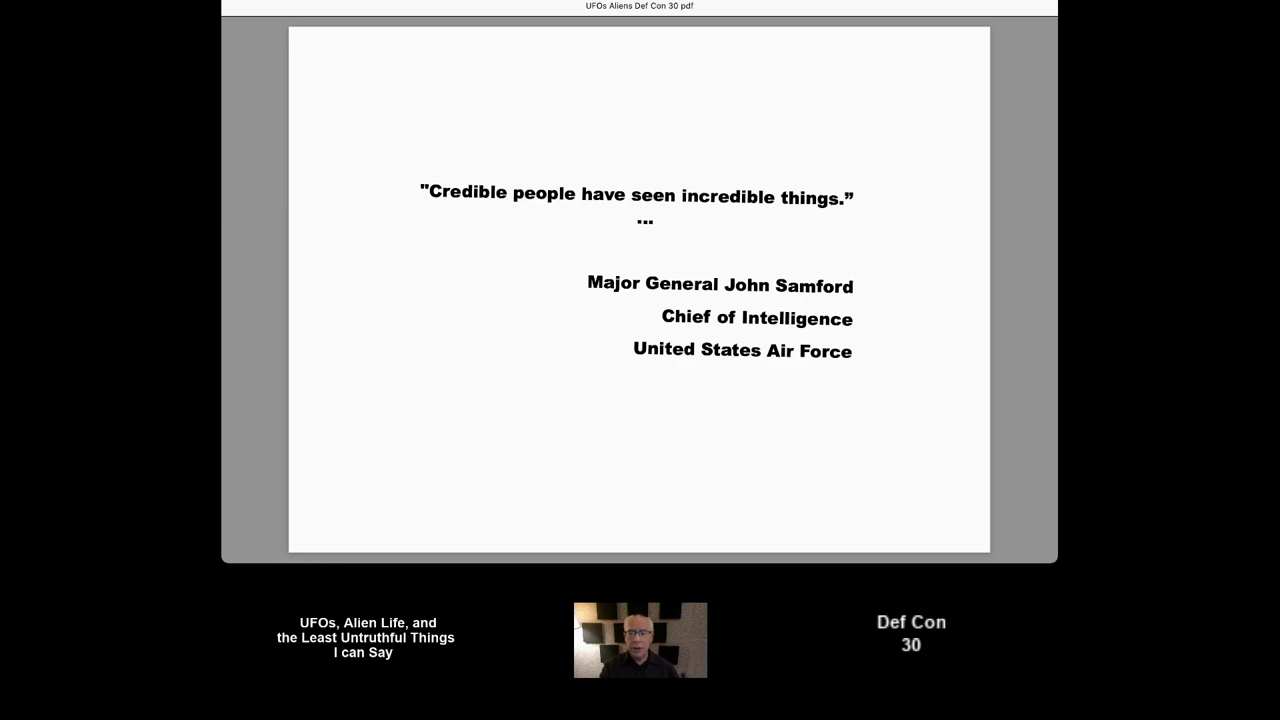 UFOs Aliens Def Con 30 pdf
"Credible people have seen incredible things.”
...
Major General John Samford
Chief of Intelligence
United States Air Force
UFOs, Alien Life, and
the Least Untruthful Things
I can Say
Def Con
30